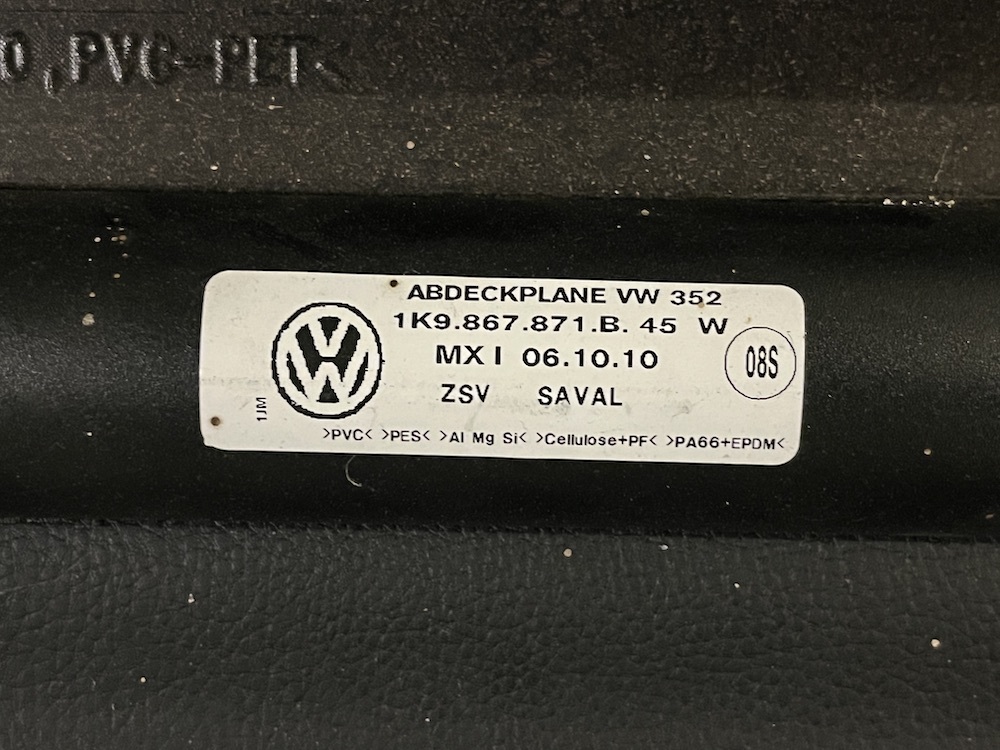 0,PVC-PET<
ABDECKPLANE VW 352
1K9.867.871.B. 45 W
MX I 06.10.10
08S
ZSV SAVAL
1JM
>PVC< >PES< >Al Mg Si< >Cellulose+PF< >PA66+EPDM<